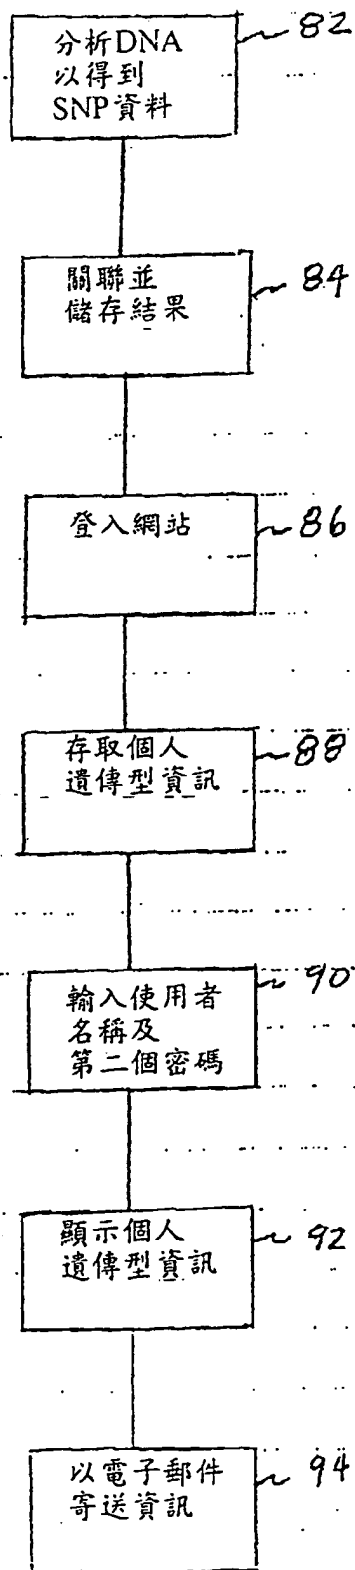 分析DNA
以得到
SNP資料
82
關聯並
儲存結果
84
登入網站
86
存取個人
遺傳型資訊
88
輸入使用者
名稱及
第二個密碼
90
顯示個人
遺傳型資訊
92
以電子郵件
寄送資訊
94